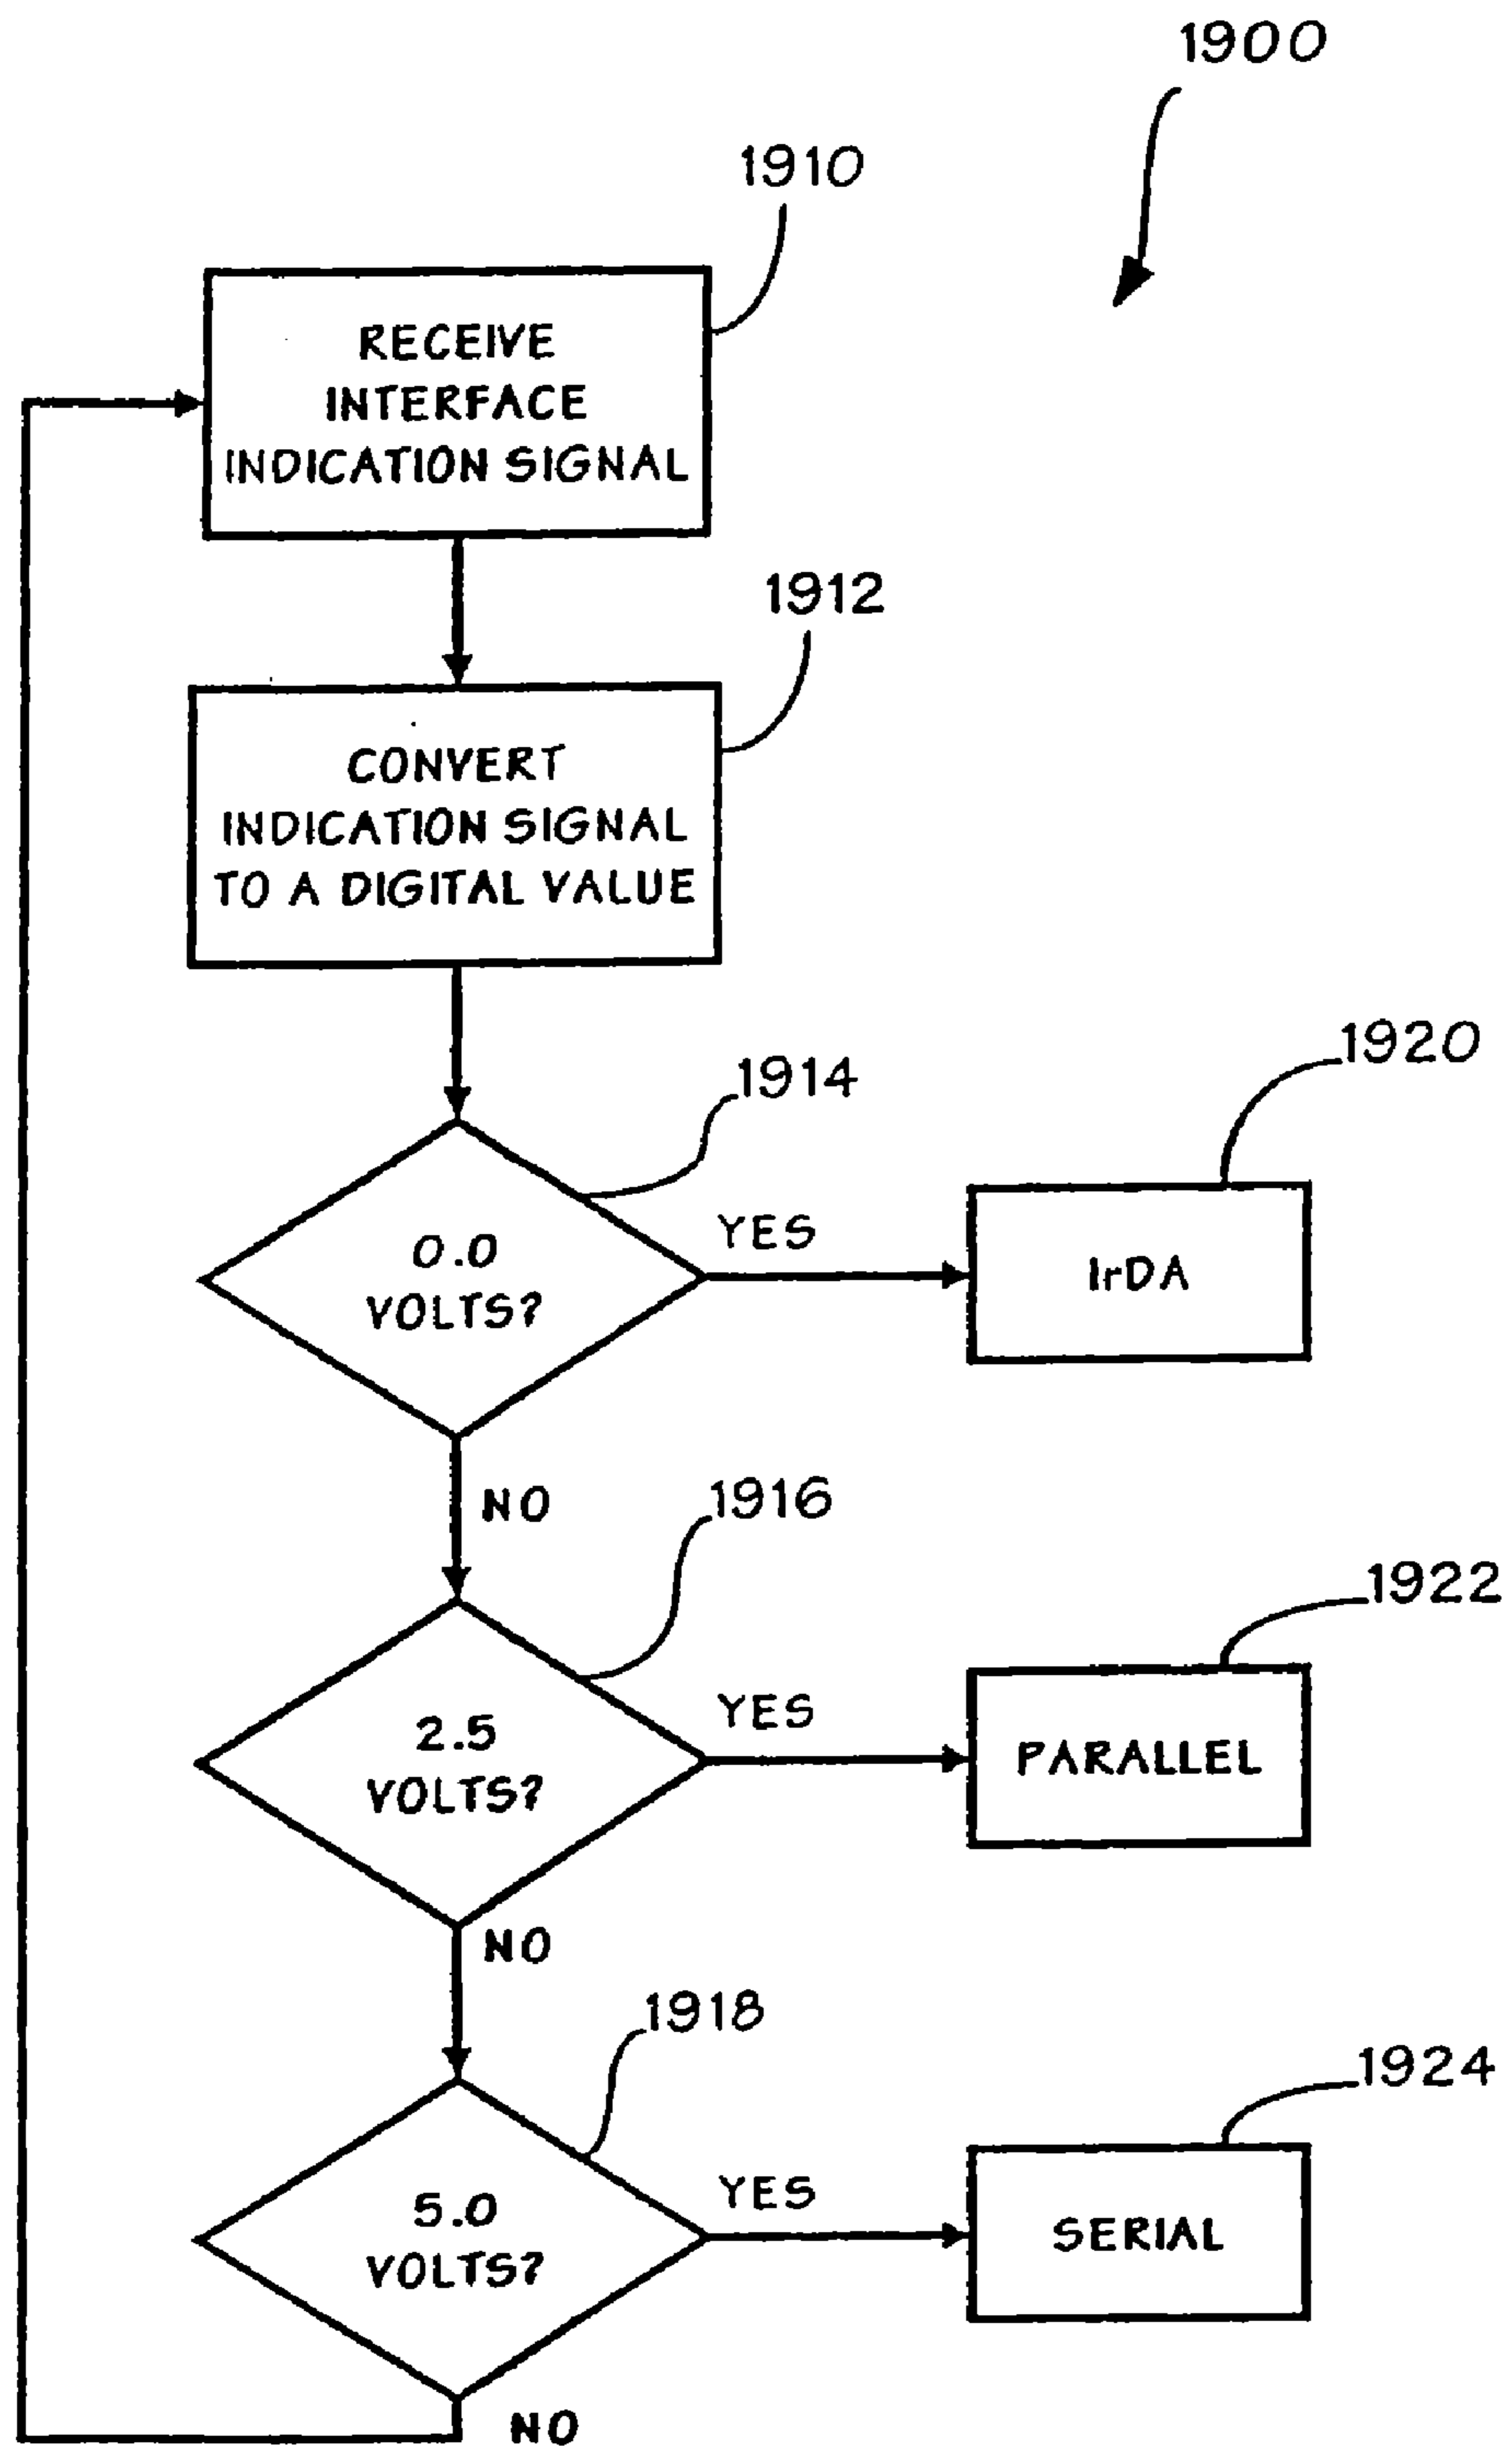 1900
1910
RECEIVE
INTERFACE
INDICATION SIGNAL
1912
CONVERT
INDICATION SIGNAL
TO A DIGITAL VALUE
1914
1920
0.0
VOLTS?
YES
IrDA
NO
1916
1922
2.5
VOLTS?
YES
PARALLEL
NO
1918
1924
5.0
VOLTS?
YES
SERIAL
NO